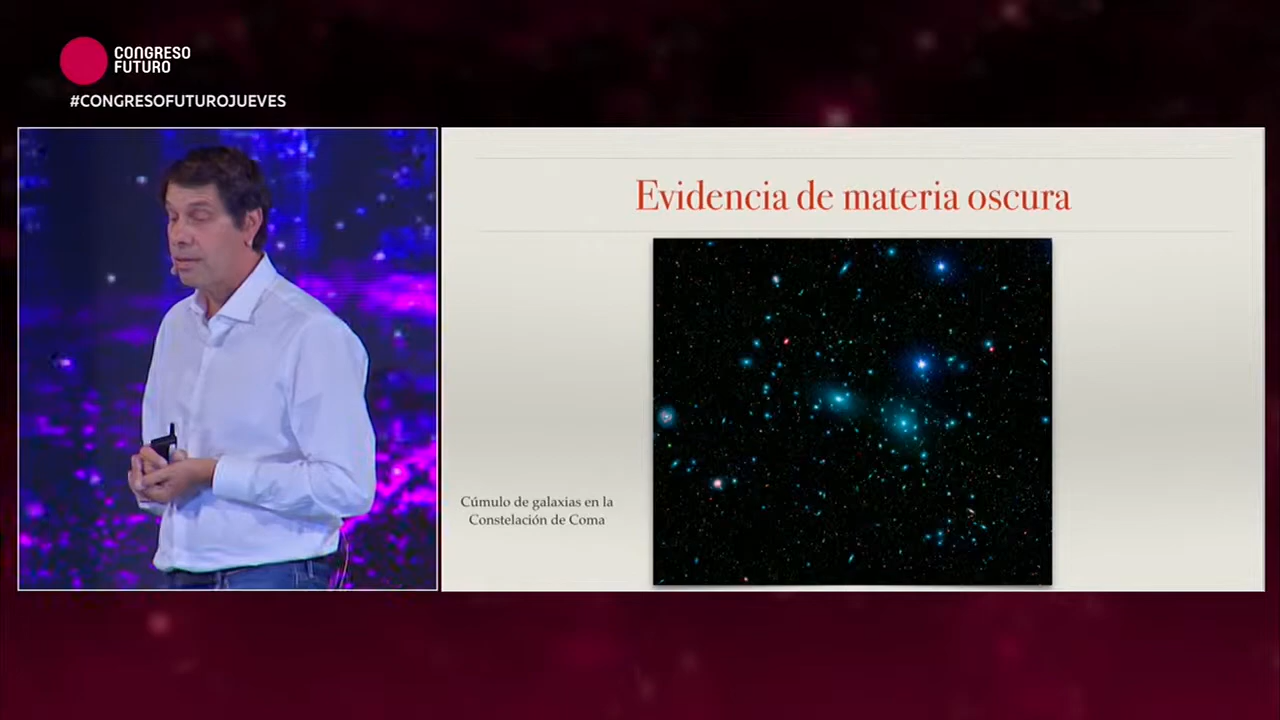 CONGRESO
FUTURO
#CONGRESOFUTUROJUEVES
Evidencia de materia oscura
Cúmulo de galaxias en la
Constelación de Coma